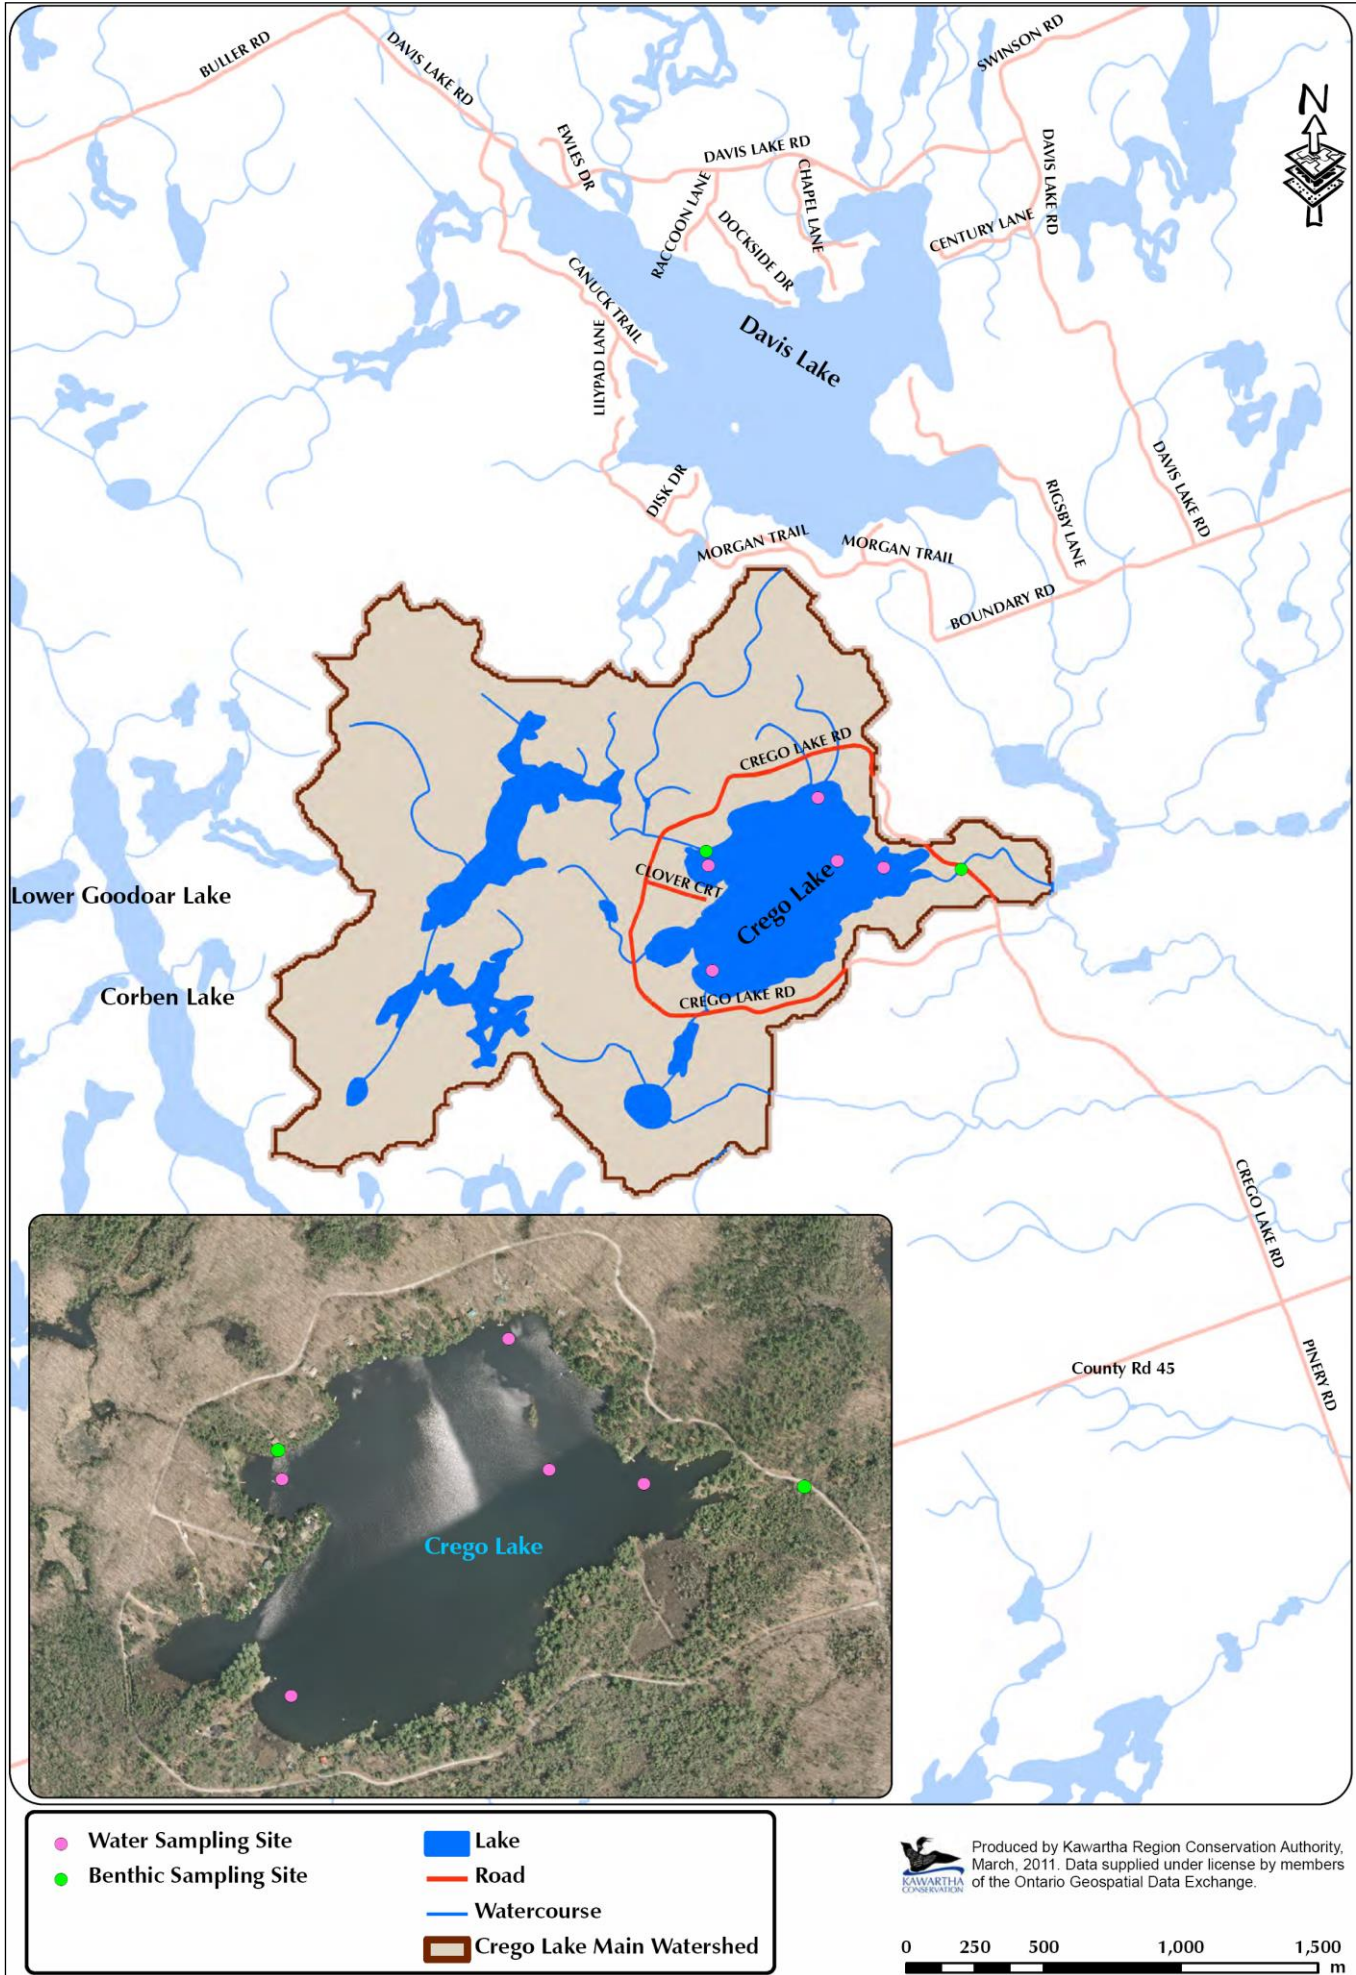 BULLER RD
DAVIS LAKE RD
SWINSON RD
N
EWLES DR
DAVIS LAKE RD
DAVIS LAKE RD
RACCOON LANE
CHAPEL LANE
DOCKSIDE DR
CENTURY LANE
CANUCK TRAIL
LILYPAD LANE
Davis Lake
DISK DR
DAVIS LAKE RD
RIGSBY LANE
MORGAN TRAIL
MORGAN TRAIL
BOUNDARY RD
CREGO LAKE RD
CLOVER CRT
Crego Lake
Lower Goodoar Lake
Corben Lake
CREGO LAKE RD
CREGO LAKE RD
County Rd 45
PINERY RD
Crego Lake
Water Sampling Site
Benthic Sampling Site
Lake
Road
Watercourse
Crego Lake Main Watershed
KAWARTHA
CONSERVATION
Produced by Kawartha Region Conservation Authority,
March, 2011. Data supplied under license by members
of the Ontario Geospatial Data Exchange.
0 250 500 1,000 1,500
m